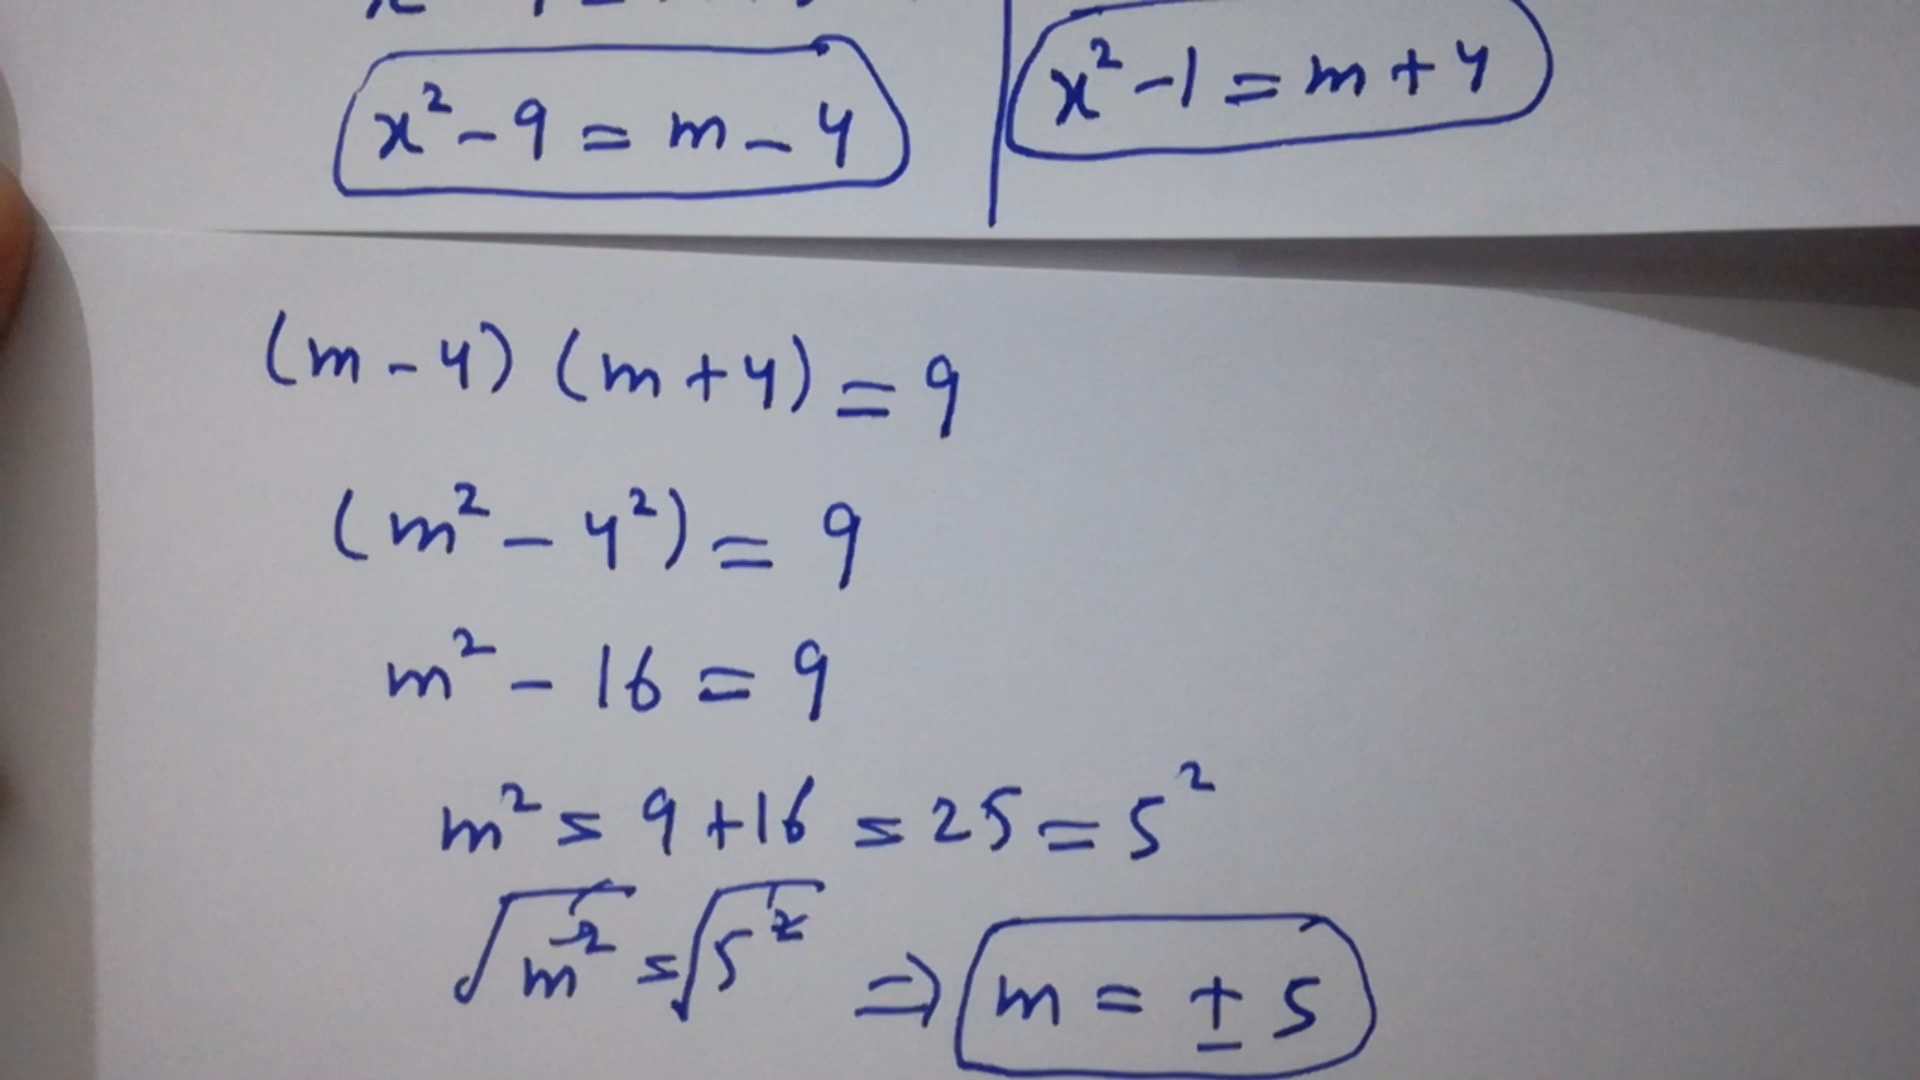 x² - 9 = m - 4
x² - 1 = m + 4
(m - 4) (m + 4) = 9
(m² - 4²) = 9
m² - 16 = 9
m² = 9 + 16 = 25 = 5²
√m² = √5² ⇒ m = ± 5